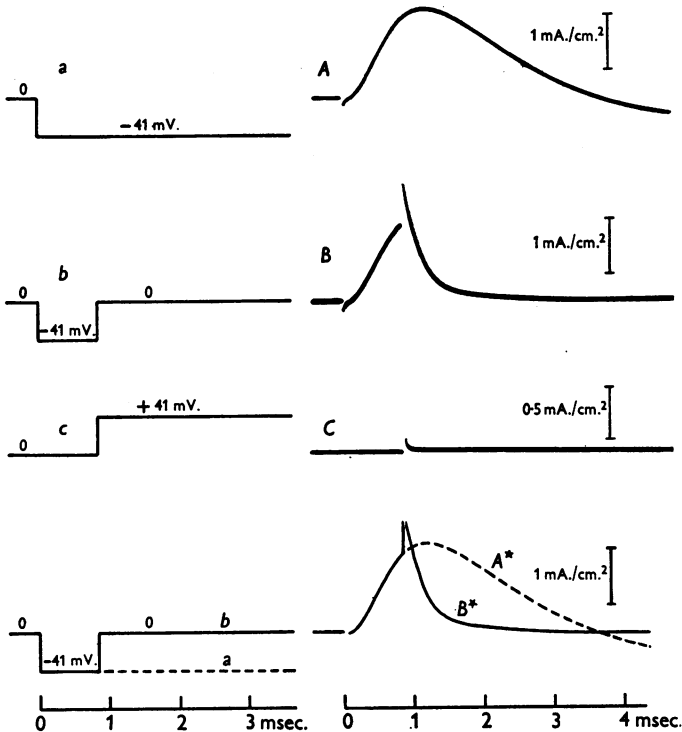 a
0
– 41 mV.
A
1 mA./cm.²
b
0
0
–41 mV.
B
1 mA./cm.²
+ 41 mV.
c
0
C
0·5 mA./cm.²
0
b
0
–41 mV.
a
A*
B*
1 mA./cm.²
0 1 2 3 msec.
0 1 2 3 4 msec.